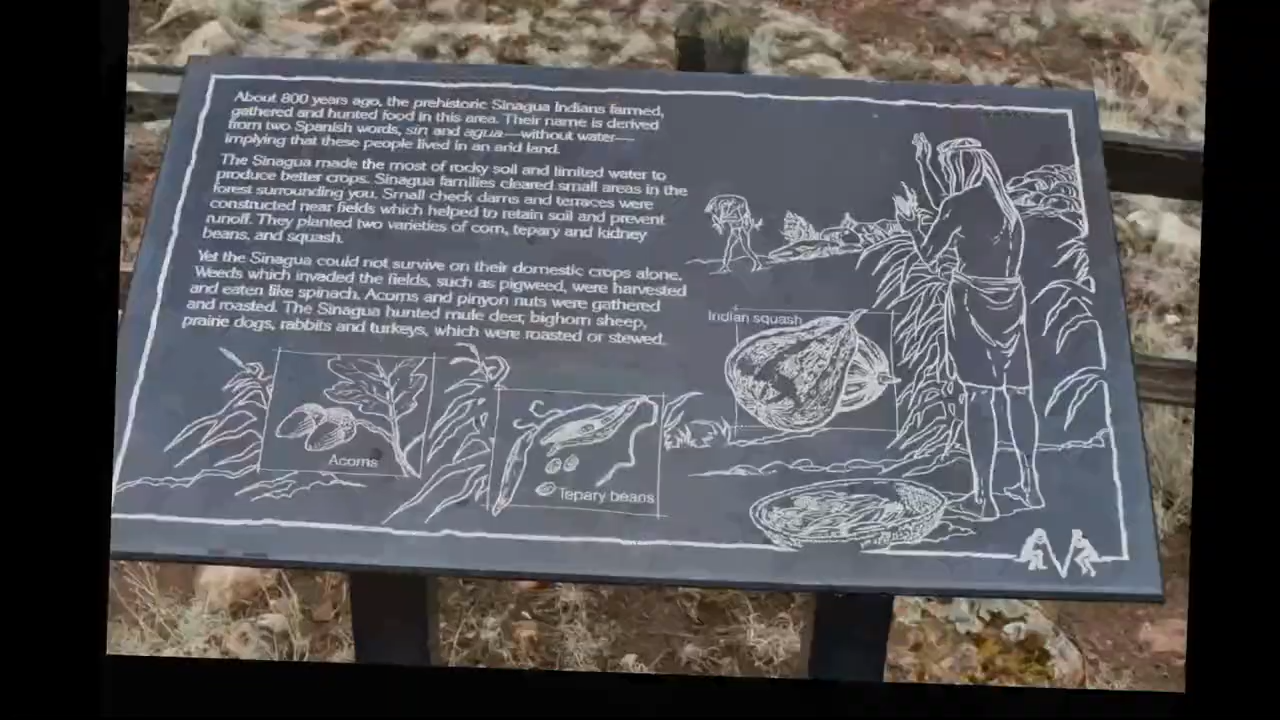 About 800 years ago, the prehistoric Sinagua Indians farmed,
gathered and hunted food in this area. Their name is derived
from two Spanish words, sin and agua—without water—
implying that these people lived in an arid land.
The Sinagua made the most of rocky soil and limited water to
produce better crops. Sinagua families cleared small areas in the
forest surrounding you. Small check dams and terraces were
constructed near fields which helped to retain soil and prevent
runoff. They planted two varieties of corn, tepary and kidney
beans, and squash.
Yet the Sinagua could not survive on their domestic crops alone.
Weeds which invaded the fields, such as pigweed, were harvested
and eaten like spinach. Acorns and pinyon nuts were gathered
and roasted. The Sinagua hunted mule deer, bighorn sheep,
prairie dogs, rabbits and turkeys, which were roasted or stewed.
Indian squash
Acorns
Tepary beans